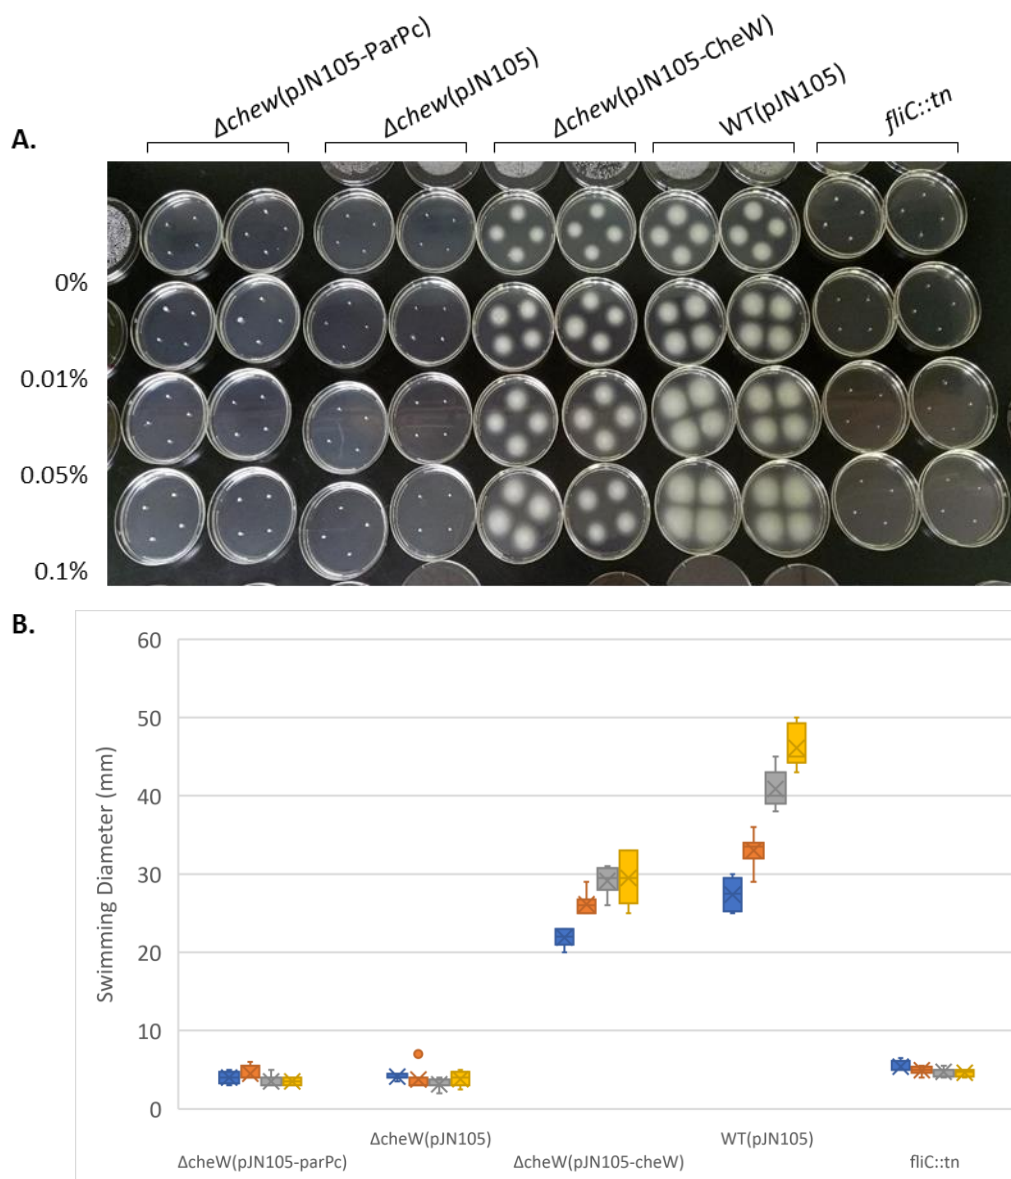 A.
Δchew(pJN105-ParPc)
Δchew(pJN105)
Δchew(pJN105-CheW)
WT(pJN105)
fliC::tn
0%
0.01%
0.05%
0.1%
B.
60
50
40
30
20
10
0
Swimming Diameter (mm)
ΔcheW(pJN105-parPc)
ΔcheW(pJN105)
ΔcheW(pJN105-cheW)
WT(pJN105)
fliC::tn